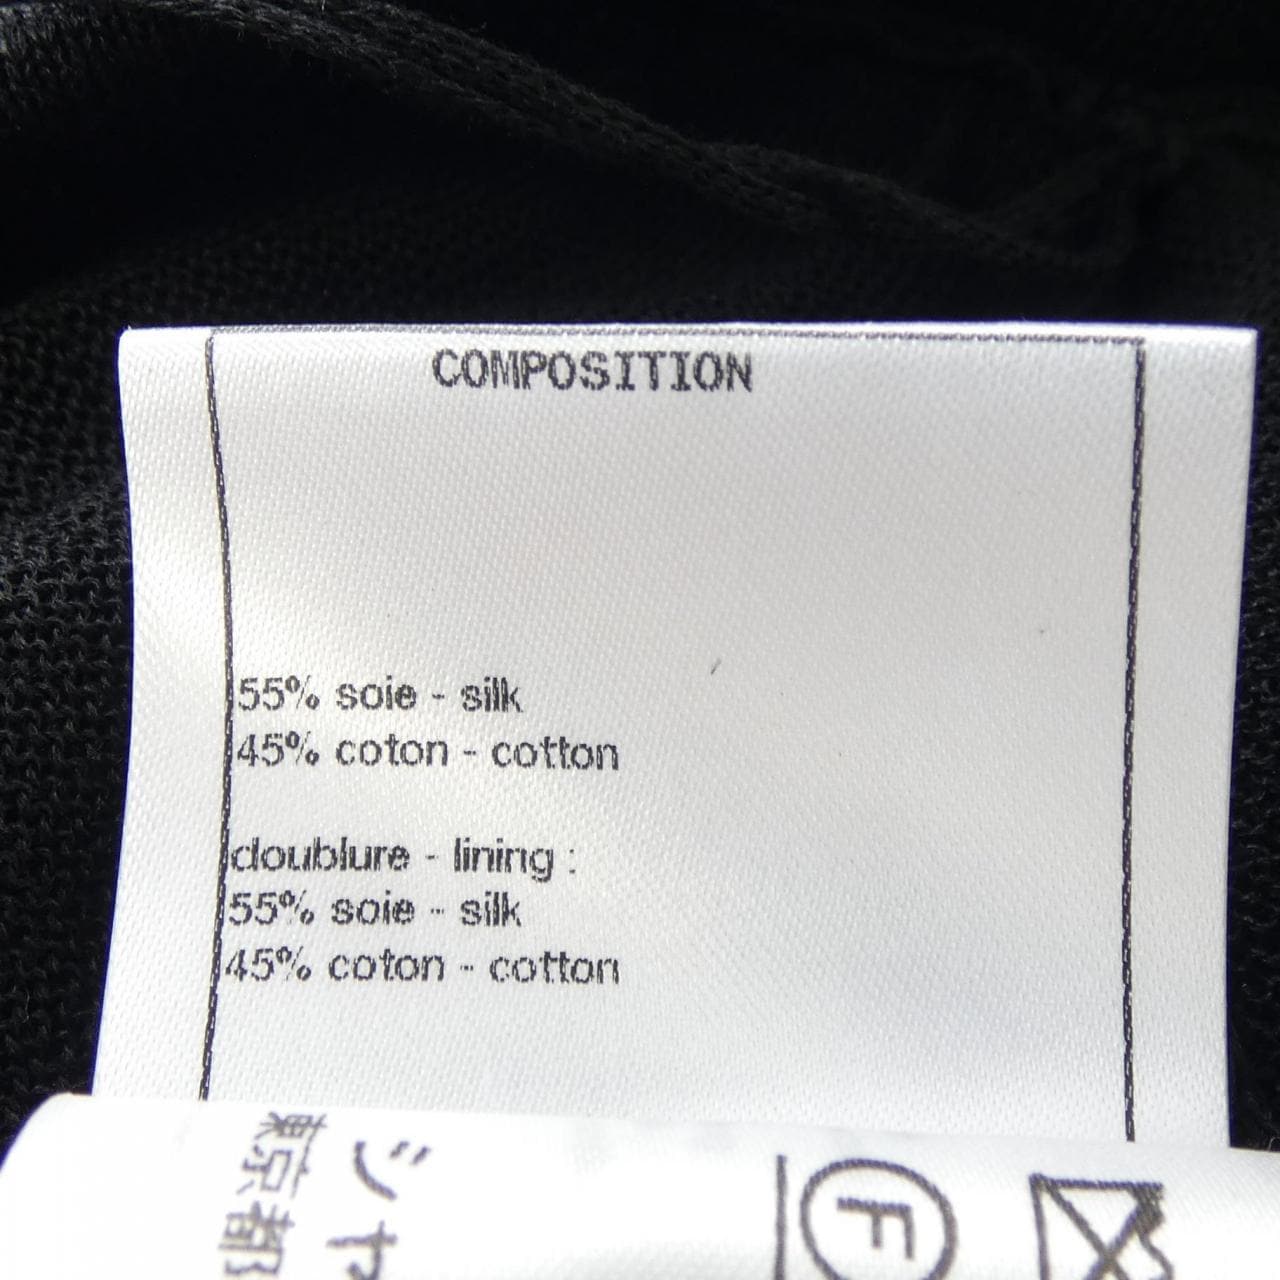 COMPOSITION
55% soie - silk
45% coton - cotton
doublure - lining :
55% soie - silk
45% coton - cotton
シャ
東京都
F